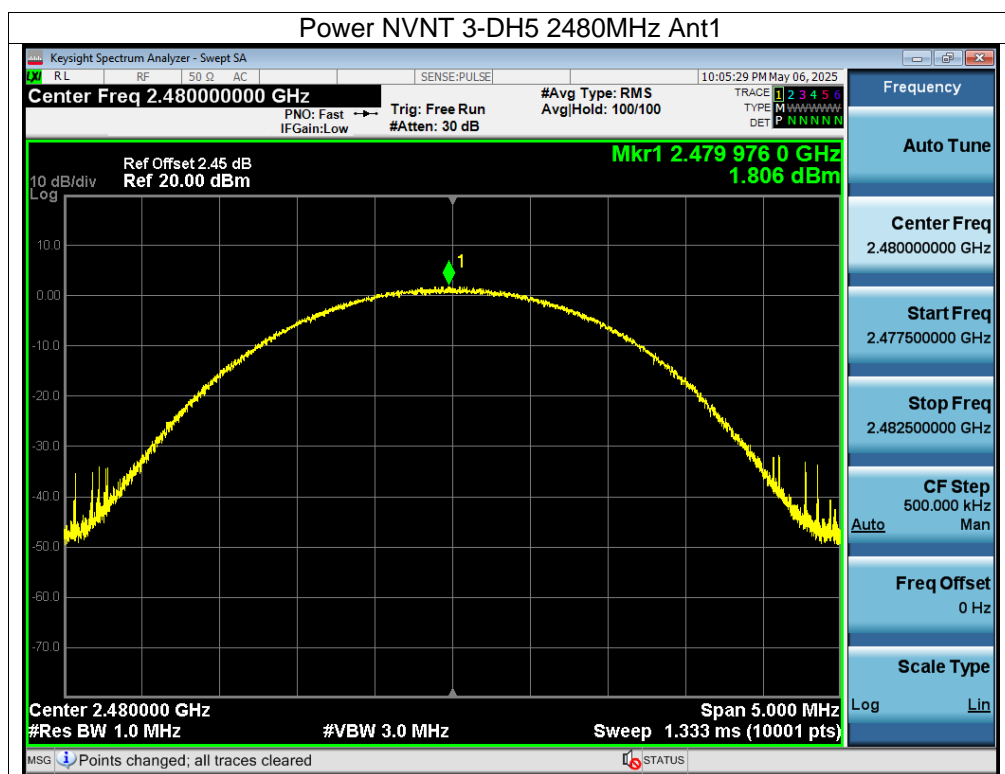 Power NVNT 3-DH5 2480MHz Ant1
Keysight Spectrum Analyzer - Swept SA
LXI RL RF 50 Ω AC SENSE:PULSE 10:05:29 PM May 06, 2025
Center Freq 2.480000000 GHz
PNO: Fast
IFGain:Low
Trig: Free Run
#Atten: 30 dB
#Avg Type: RMS
Avg|Hold: 100/100
TRACE 1 2 3 4 5 6
TYPE M WWWWW
DET P N N N N N
Ref Offset 2.45 dB
Ref 20.00 dBm
10 dB/div
Log
Mkr1 2.479 976 0 GHz
1.806 dBm
1
10.0
0.00
-10.0
-20.0
-30.0
-40.0
-50.0
-60.0
-70.0
Center 2.480000 GHz
Span 5.000 MHz
#Res BW 1.0 MHz
#VBW 3.0 MHz
Sweep 1.333 ms (10001 pts)
MSG Points changed; all traces cleared
STATUS
Frequency
Auto Tune
Center Freq
2.480000000 GHz
Start Freq
2.477500000 GHz
Stop Freq
2.482500000 GHz
CF Step
500.000 kHz
Auto Man
Freq Offset
0 Hz
Scale Type
Log Lin